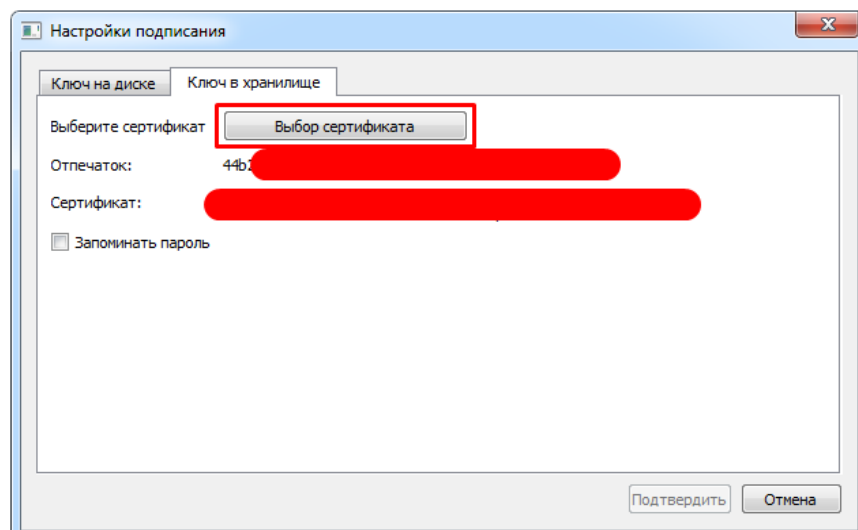 Настройки подписания
Ключ на диске Ключ в хранилище
Выберите сертификат Выбор сертификата
Отпечаток: 44b
Сертификат:
Запоминать пароль
Подтвердить Отмена